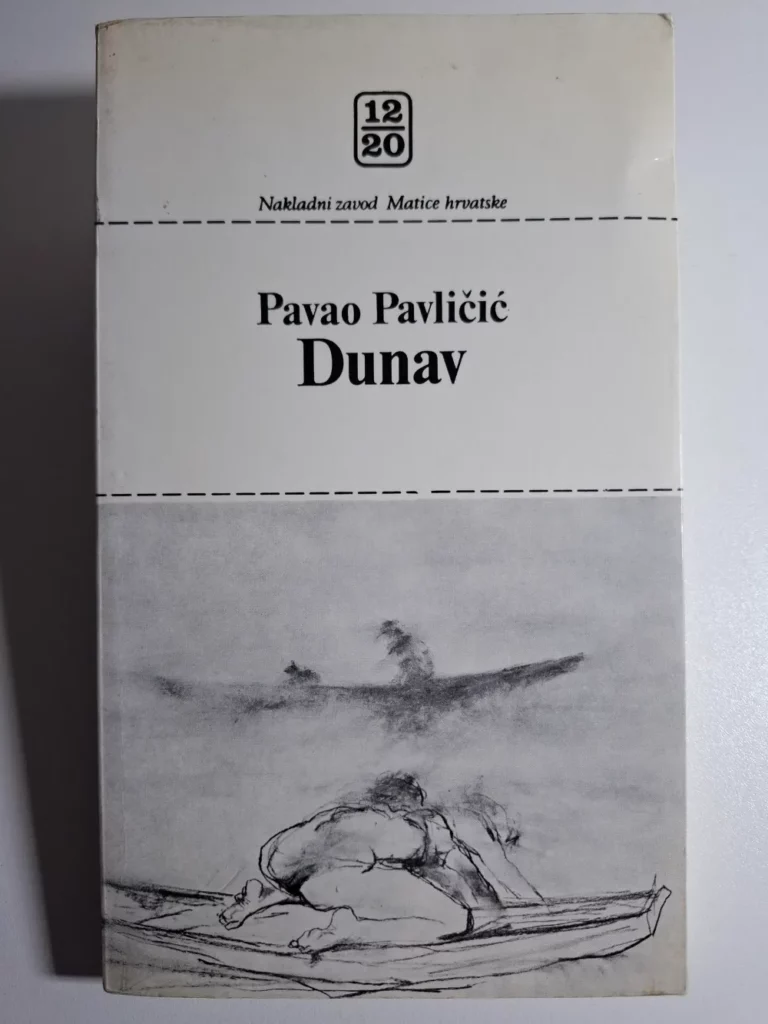 12
20
Nakladni zavod Matice hrvatske
Pavao Pavličić
Dunav